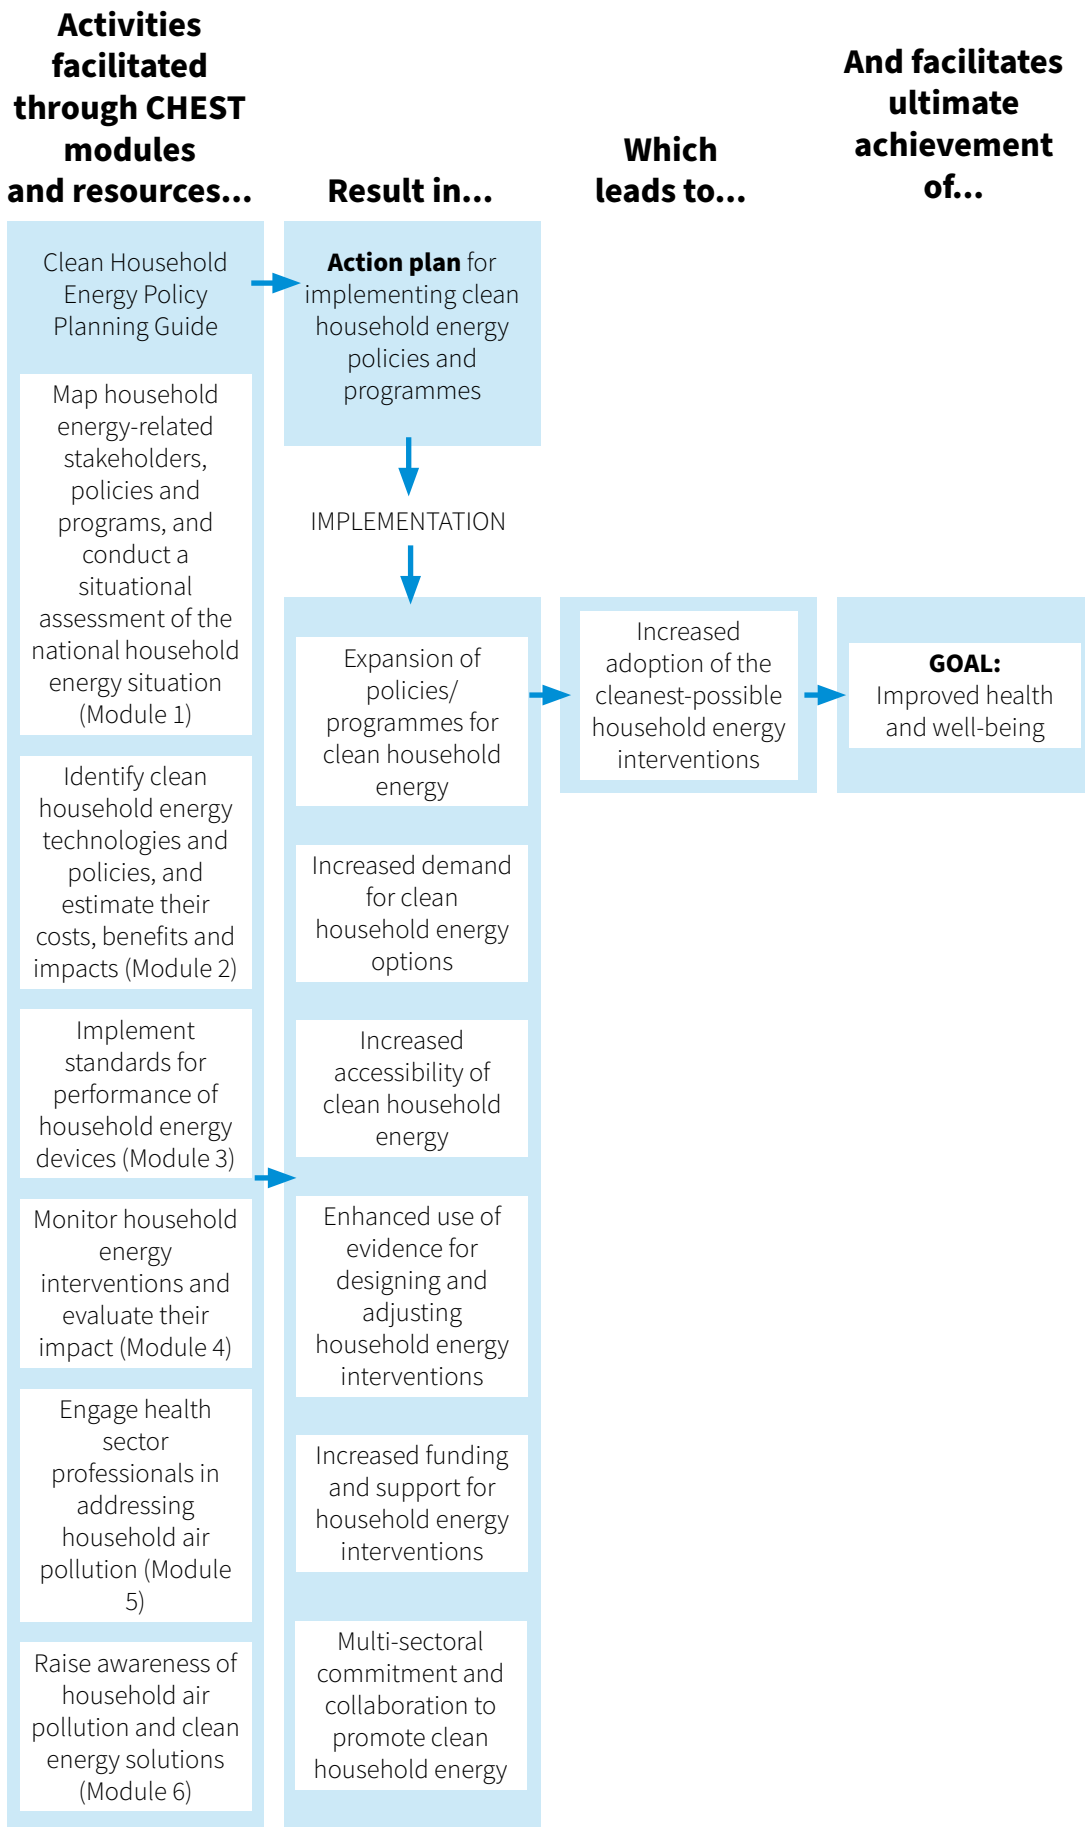 Activities
facilitated
through CHEST
modules
and resources...
Result in...
Which
leads to...
And facilitates
ultimate
achievement
of...
Clean Household
Energy Policy
Planning Guide
Map household
energy-related
stakeholders,
policies and
programs, and
conduct a
situational
assessment of the
national household
energy situation
(Module 1)
Identify clean
household energy
technologies and
policies, and
estimate their
costs, benefits and
impacts (Module 2)
Implement
standards for
performance of
household energy
devices (Module 3)
Monitor household
energy
interventions and
evaluate their
impact (Module 4)
Engage health
sector
professionals in
addressing
household air
pollution (Module
5)
Raise awareness of
household air
pollution and clean
energy solutions
(Module 6)
Action plan for
implementing clean
household energy
policies and
programmes
IMPLEMENTATION
Expansion of
policies/
programmes for
clean household
energy
Increased demand
for clean
household energy
options
Increased
accessibility of
clean household
energy
Enhanced use of
evidence for
designing and
adjusting
household energy
interventions
Increased funding
and support for
household energy
interventions
Multi-sectoral
commitment and
collaboration to
promote clean
household energy
Increased
adoption of the
cleanest-possible
household energy
interventions
GOAL:
Improved health
and well-being